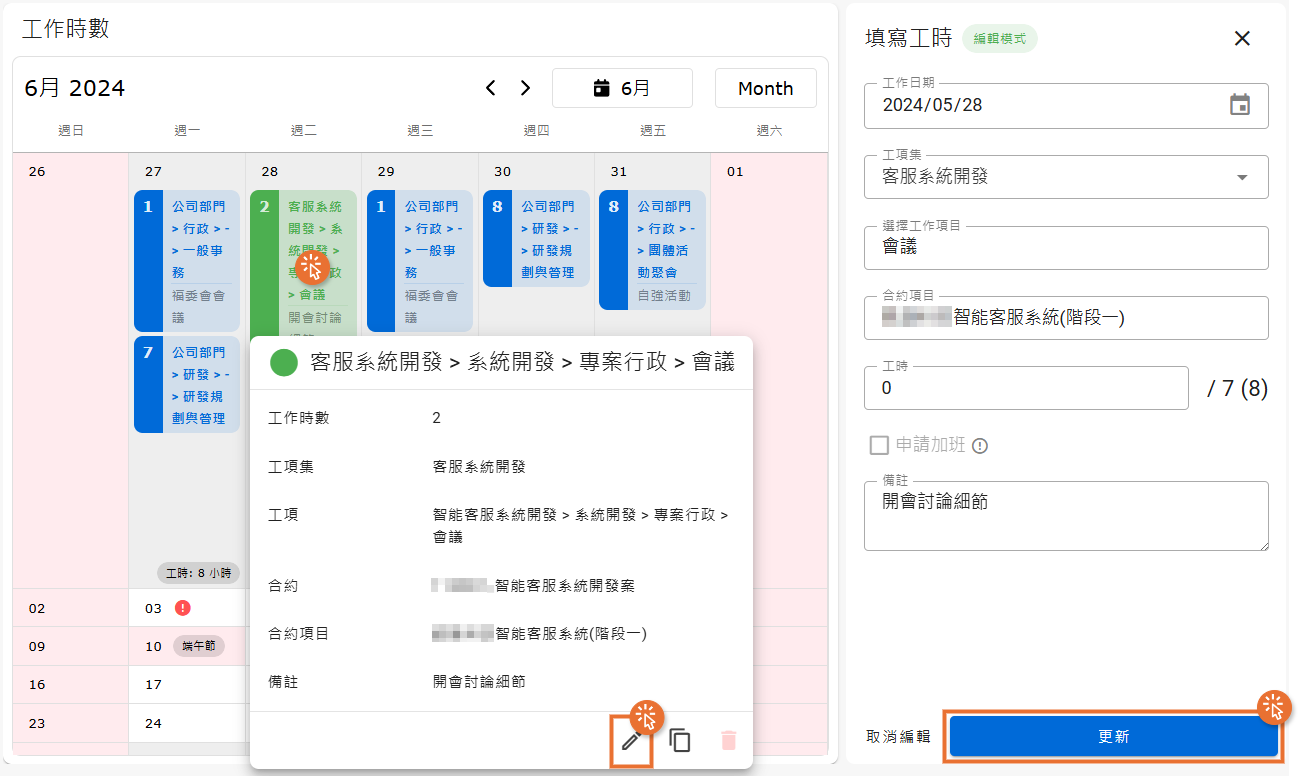 工作時數
6月 2024
6月
Month
週日
週一
週二
週三
週四
週五
週六
26
27
28
29
30
31
01
1
公司部門
> 行政 > -
> 一般事
務
福委會會
議
7
公司部門
> 研發 > -
> 研發規
劃與管理
工時: 8 小時
2
客服系統
開發 > 系
統開發 >
專
政
> 會議
開會討論
1
公司部門
> 行政 > -
> 一般事
務
福委會會
議
8
公司部門
> 研發 > -
> 研發規
劃與管理
8
公司部門
> 行政 > -
> 團體活
動聚會
自強活動
02
03
09
10
端午節
16
17
23
24
客服系統開發 > 系統開發 > 專案行政 > 會議
工作時數
2
工項集
客服系統開發
工項
智能客服系統開發 > 系統開發 > 專案行政 >
會議
合約
智能客服系統開發案
合約項目
智能客服系統(階段一)
備註
開會討論細節
填寫工時
編輯模式
工作日期
2024/05/28
工項集
客服系統開發
選擇工作項目
會議
合約項目
智能客服系統(階段一)
工時
0
/ 7 (8)
申請加班
備註
開會討論細節
取消編輯
更新